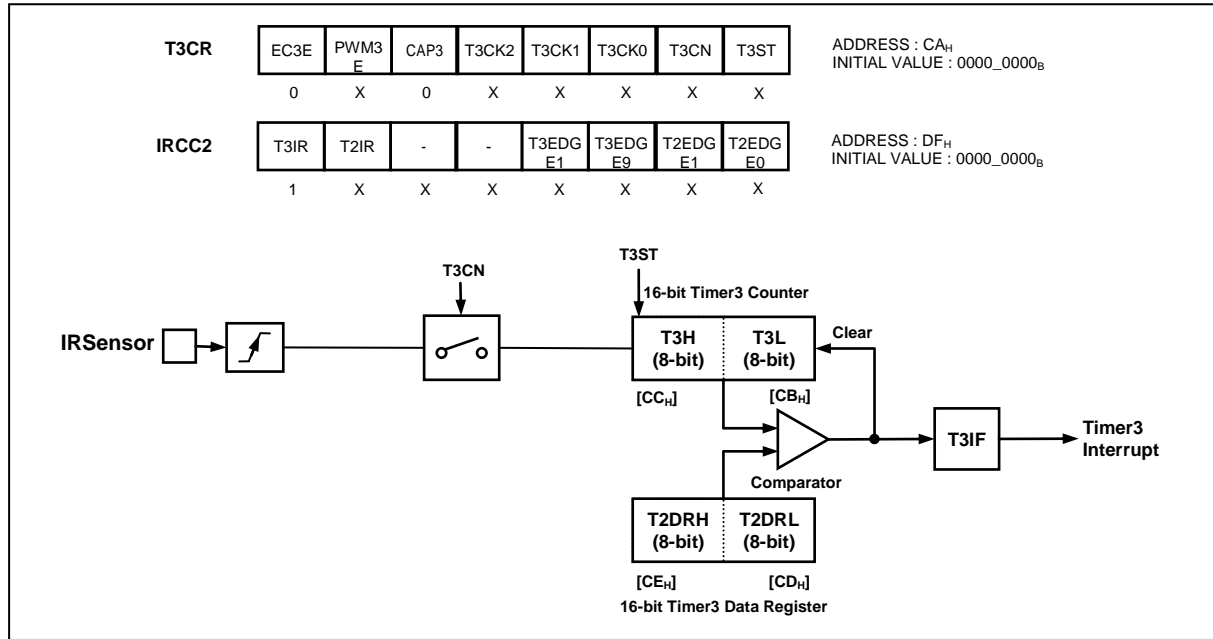 T3CR EC3E PWM3 CAP3 T3CK2 T3CK1 T3CK0 T3CN T3ST ADDRESS : CAH
E INITIAL VALUE : 0000_0000B
0 X 0 X X X X X
IRCC2 T3IR T2IR - - T3EDG T3EDG T2EDG T2EDG ADDRESS : DFH
E1 E9 E1 E0 INITIAL VALUE : 0000_0000B
1 X X X X X X X
T3ST
T3CN
16-bit Timer3 Counter
IRSensor
T3H T3L Clear
(8-bit) (8-bit)
[CCH] [CBH]
T3IF
Timer3
Interrupt
Comparator
T2DRH T2DRL
(8-bit) (8-bit)
[CEH] [CDH]
16-bit Timer3 Data Register